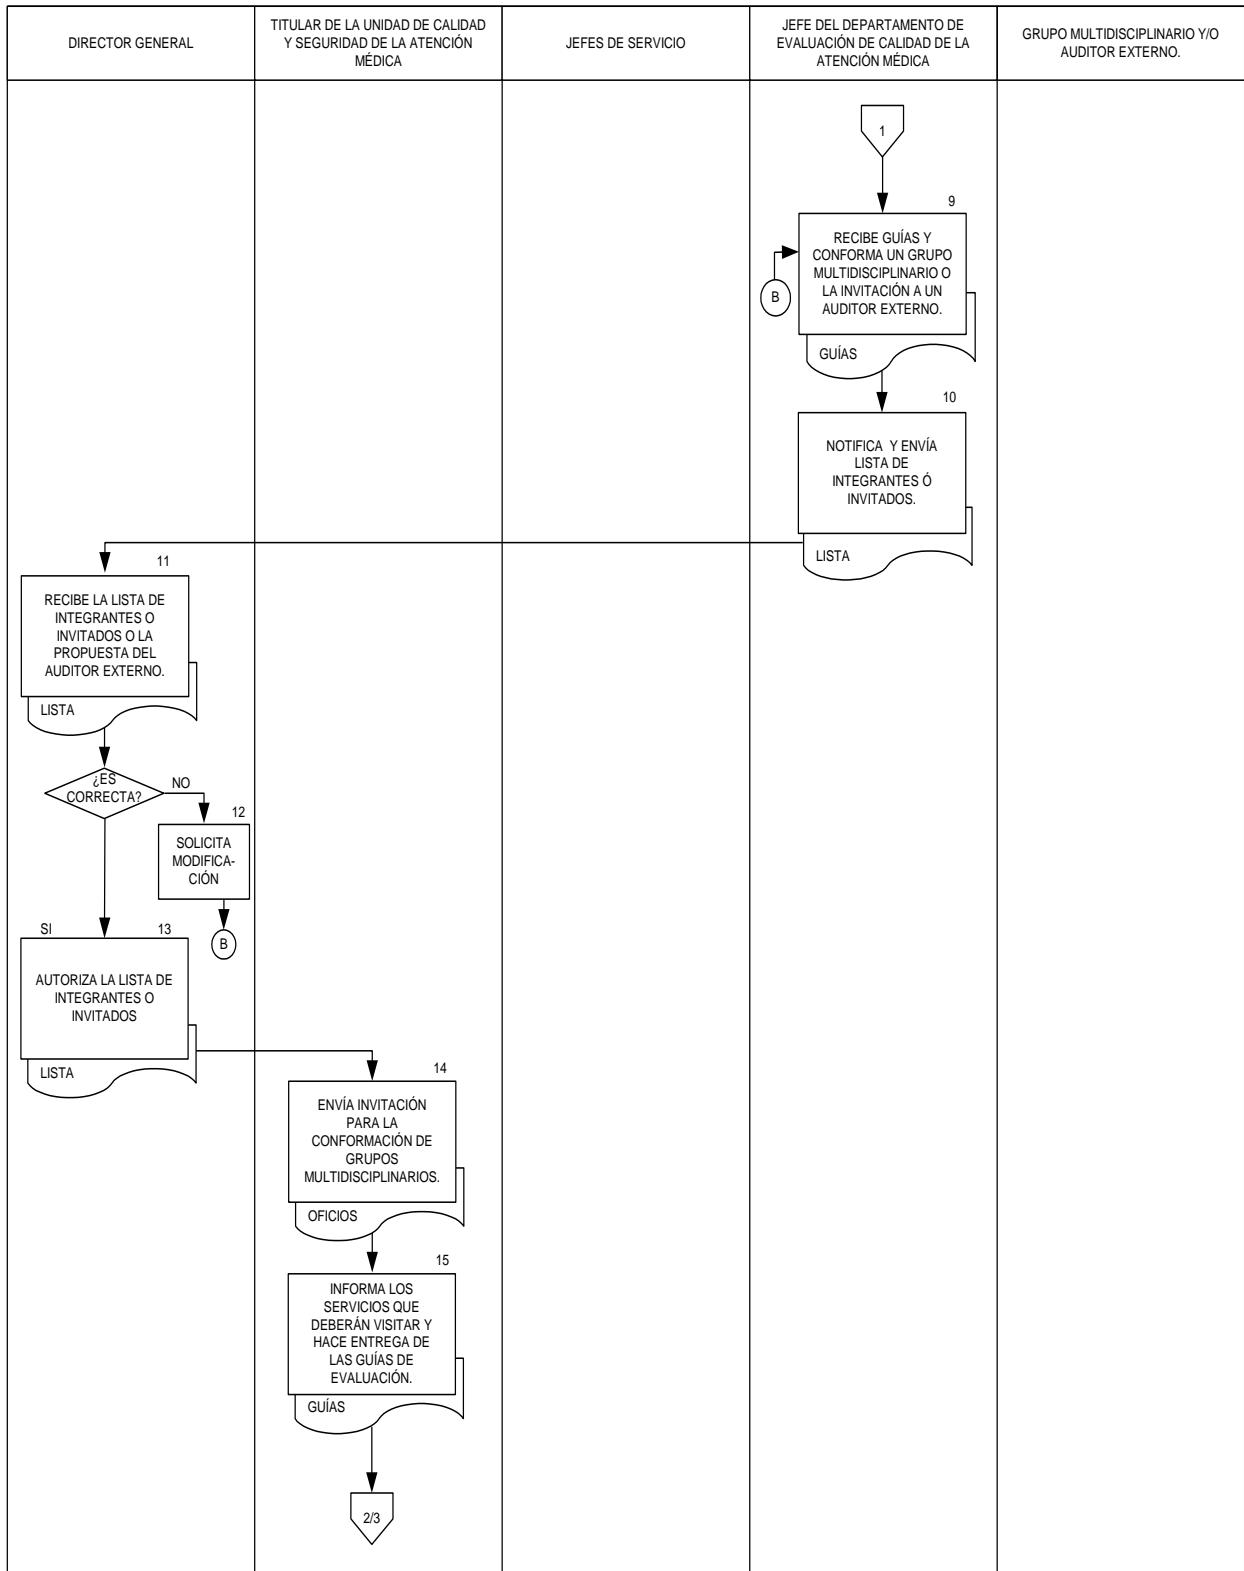 DIRECTOR GENERAL
TITULAR DE LA UNIDAD DE CALIDAD
Y SEGURIDAD DE LA ATENCIÓN
MÉDICA
JEFES DE SERVICIO
JEFE DEL DEPARTAMENTO DE
EVALUACIÓN DE CALIDAD DE LA
ATENCIÓN MÉDICA
GRUPO MULTIDISCIPLINARIO Y/O
AUDITOR EXTERNO.
1
9
RECIBE GUÍAS Y
CONFORMA UN GRUPO
MULTIDISCIPLINARIO O
LA INVITACIÓN A UN
AUDITOR EXTERNO.
B
GUÍAS
10
NOTIFICA Y ENVÍA
LISTA DE
INTEGRANTES Ó
INVITADOS.
LISTA
11
RECIBE LA LISTA DE
INTEGRANTES O
INVITADOS O LA
PROPUESTA DEL
AUDITOR EXTERNO.
LISTA
¿ES
CORRECTA?
NO
12
SOLICITA
MODIFICA-
CIÓN
B
SI
13
AUTORIZA LA LISTA DE
INTEGRANTES O
INVITADOS
LISTA
14
ENVÍA INVITACIÓN
PARA LA
CONFORMACIÓN DE
GRUPOS
MULTIDISCIPLINARIOS.
OFICIOS
15
INFORMA LOS
SERVICIOS QUE
DEBERÁN VISITAR Y
HACE ENTREGA DE
LAS GUÍAS DE
EVALUACIÓN.
GUÍAS
2/3